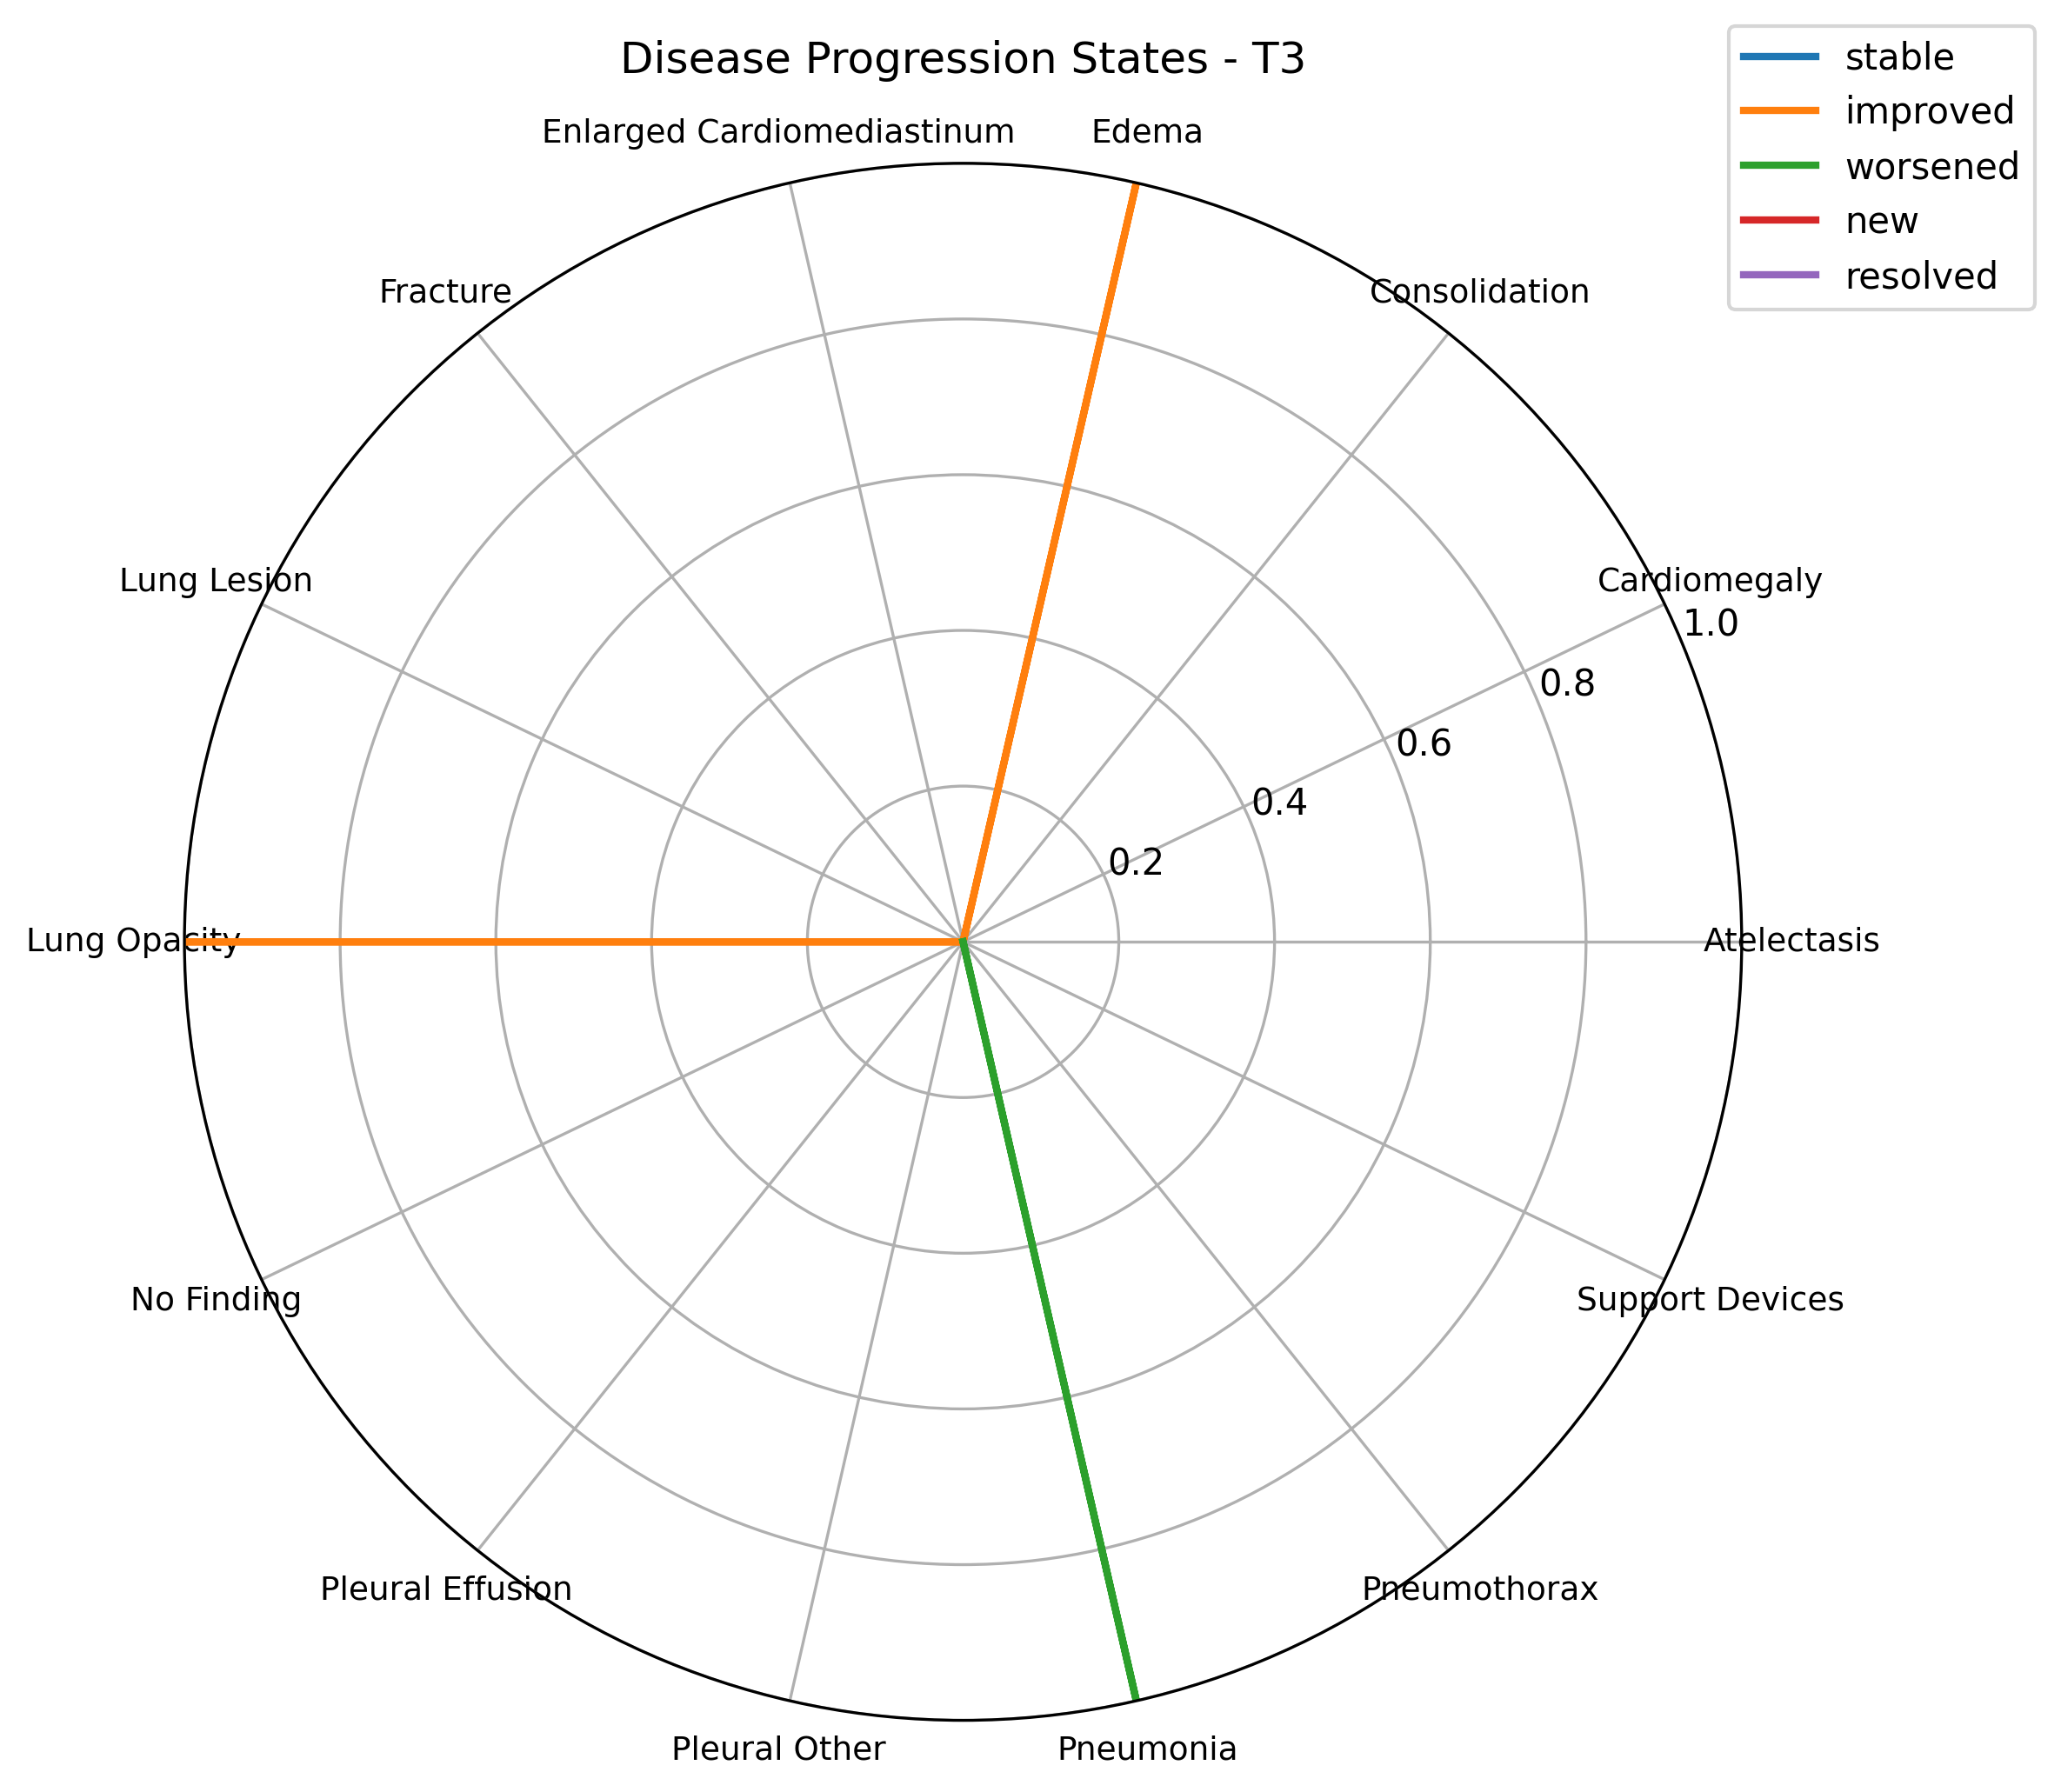 Disease Progression States - T3
stable
improved
worsened
new
resolved
Enlarged Cardiomediastinum
Edema
Fracture
Consolidation
Lung Lesion
Cardiomegaly
1.0
0.8
0.6
0.4
0.2
Lung Opacity
Atelectasis
No Finding
Support Devices
Pleural Effusion
Pneumothorax
Pleural Other
Pneumonia